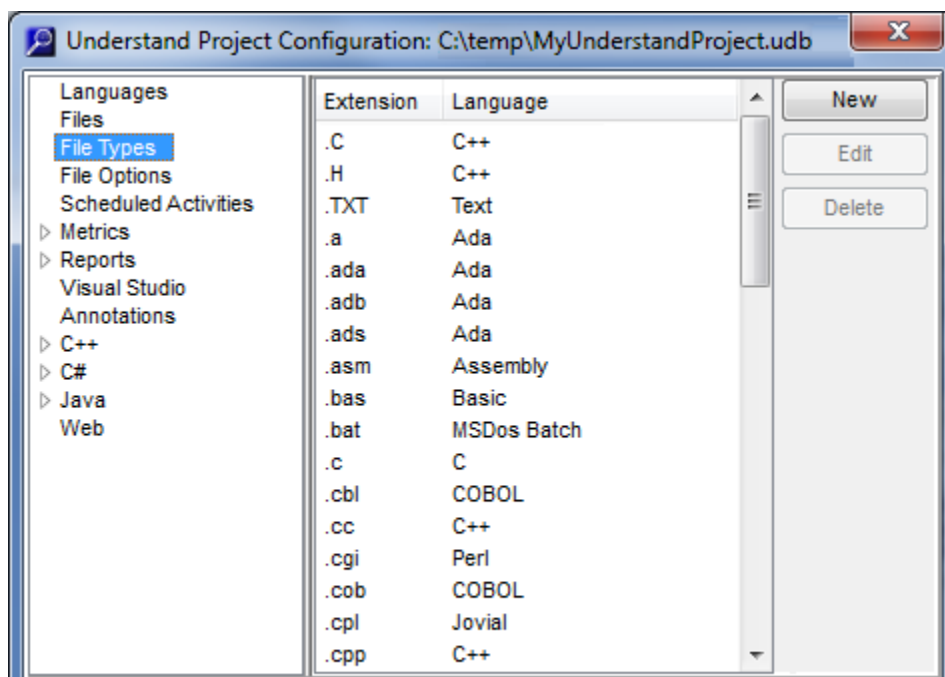 Understand Project Configuration: C:\temp\MyUnderstandProject.udb
Languages
Files
File Types
File Options
Scheduled Activities
Metrics
Reports
Visual Studio
Annotations
C++
C#
Java
Web
Extension Language
.C C++
.H C++
.TXT Text
.a Ada
.ada Ada
.adb Ada
.ads Ada
.asm Assembly
.bas Basic
.bat MSDos Batch
.c C
.cbl COBOL
.cc C++
.cgi Perl
.cob COBOL
.cpl Jovial
.cpp C++
New
Edit
Delete